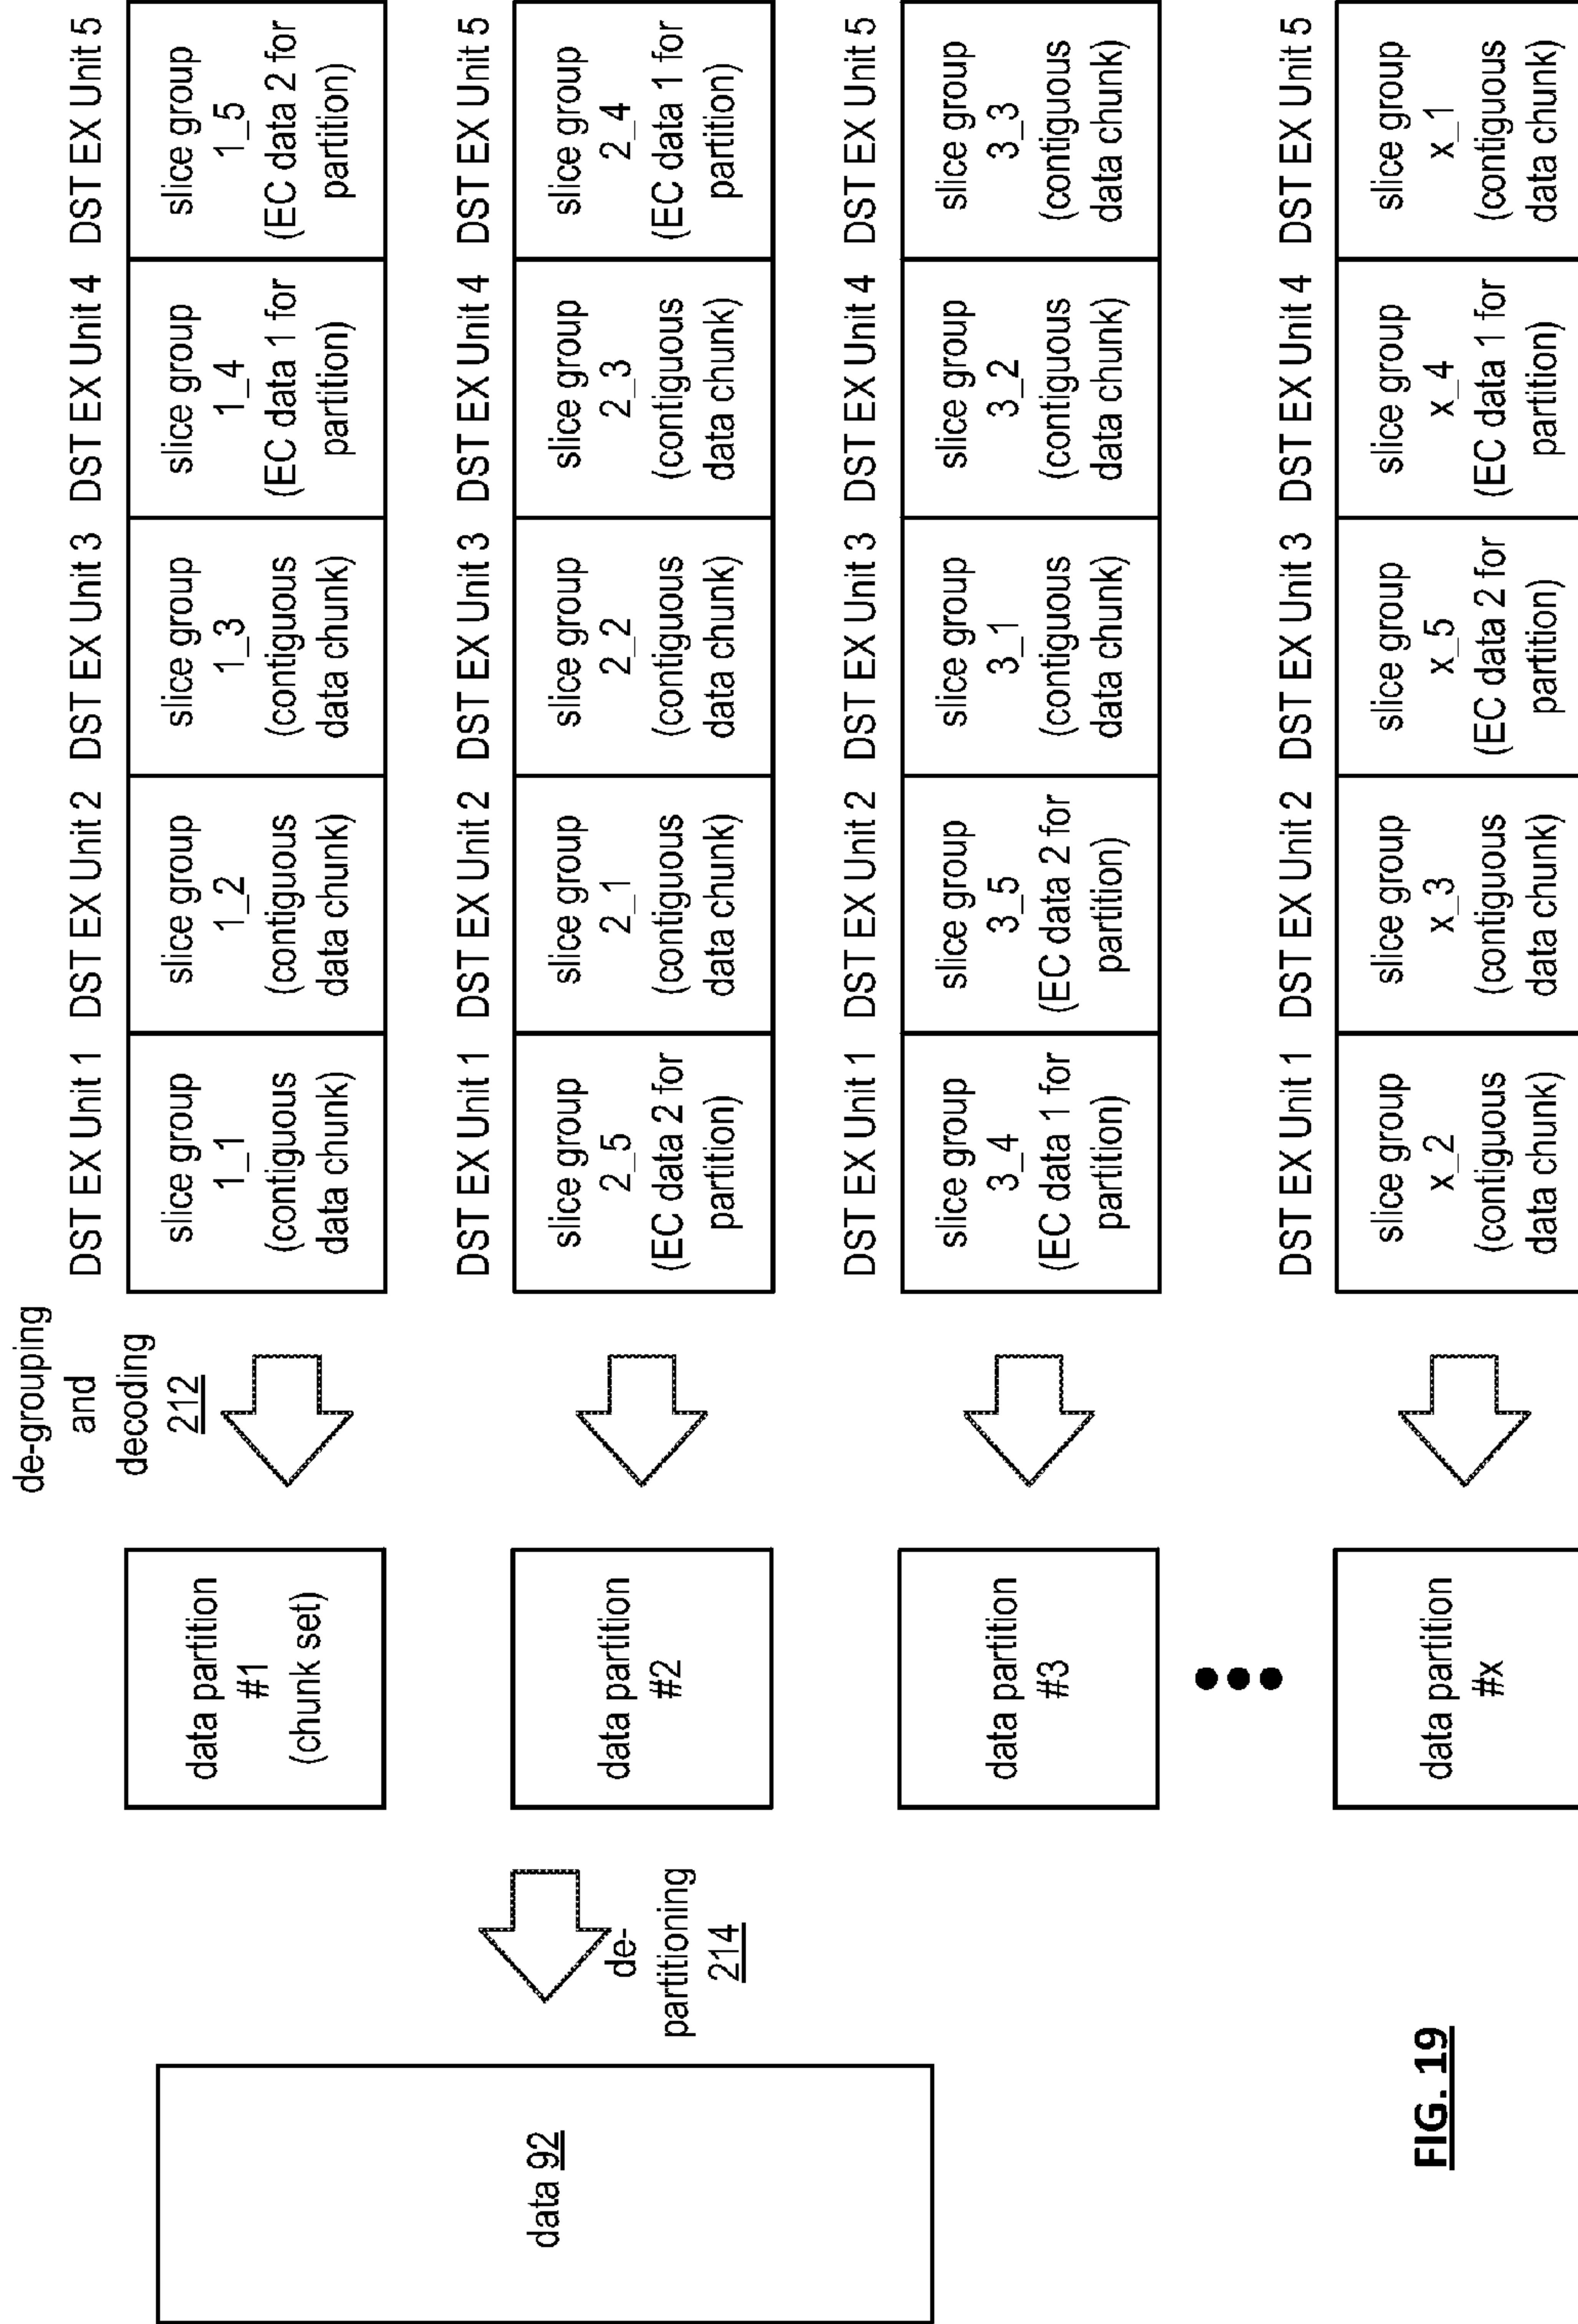 data 92
de-
partitioning
214
data partition
#1
(chunk set)
data partition
#2
data partition
#3
data partition
#x
de-grouping
and
decoding
212
DST EX Unit 1
DST EX Unit 2
DST EX Unit 3
DST EX Unit 4
DST EX Unit 5
slice group
1_1
(contiguous
data chunk)
slice group
1_2
(contiguous
data chunk)
slice group
1_3
(contiguous
data chunk)
slice group
1_4
(EC data 1 for
partition)
slice group
1_5
(EC data 2 for
partition)
DST EX Unit 1
DST EX Unit 2
DST EX Unit 3
DST EX Unit 4
DST EX Unit 5
slice group
2_5
(EC data 2 for
partition)
slice group
2_1
(contiguous
data chunk)
slice group
2_2
(contiguous
data chunk)
slice group
2_3
(contiguous
data chunk)
slice group
2_4
(EC data 1 for
partition)
DST EX Unit 1
DST EX Unit 2
DST EX Unit 3
DST EX Unit 4
DST EX Unit 5
slice group
3_4
(EC data 1 for
partition)
slice group
3_5
(EC data 2 for
partition)
slice group
3_1
(contiguous
data chunk)
slice group
3_2
(contiguous
data chunk)
slice group
3_3
(contiguous
data chunk)
DST EX Unit 1
DST EX Unit 2
DST EX Unit 3
DST EX Unit 4
DST EX Unit 5
slice group
x_2
(contiguous
data chunk)
slice group
x_3
(contiguous
data chunk)
slice group
x_5
(EC data 2 for
partition)
slice group
x_4
(EC data 1 for
partition)
slice group
x_1
(contiguous
data chunk)
FIG. 19